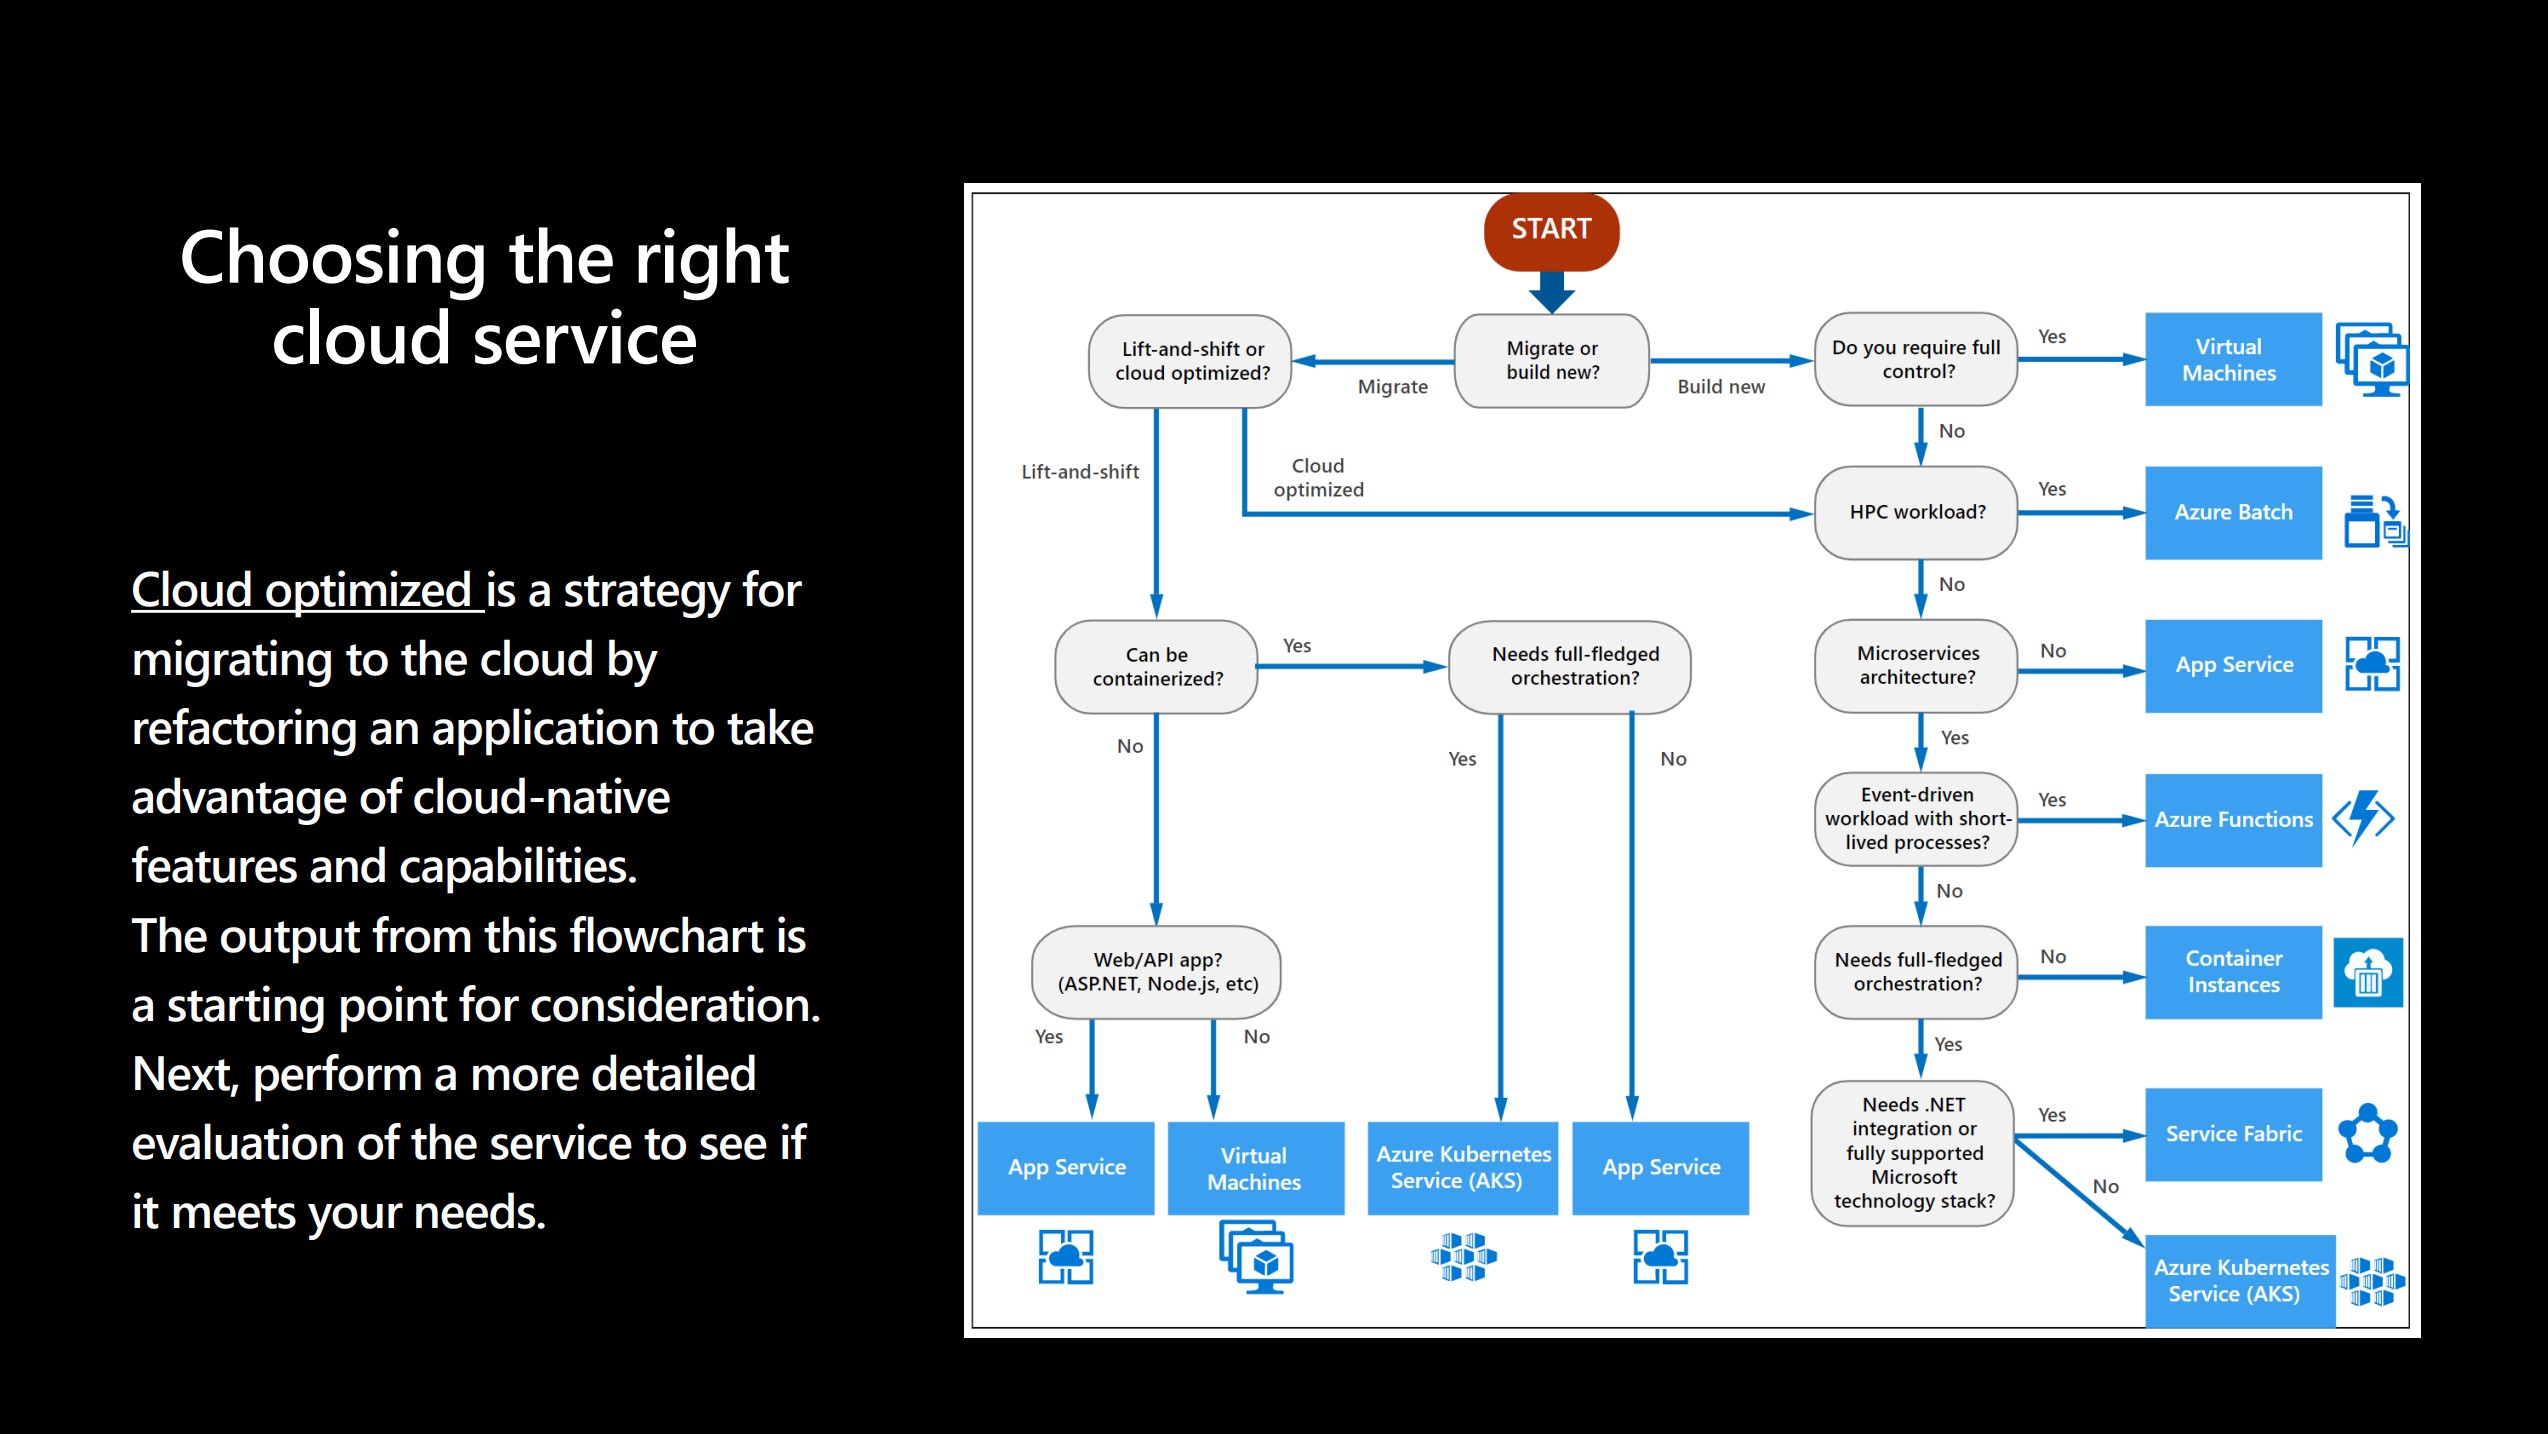 Choosing the right
cloud service
Cloud optimized is a strategy for
migrating to the cloud by
refactoring an application to take
advantage of cloud-native
features and capabilities.
The output from this flowchart is
a starting point for consideration.
Next, perform a more detailed
evaluation of the service to see if
it meets your needs.
START
Lift-and-shift or
cloud optimized?
Migrate
Migrate or
build new?
Build new
Do you require full
control?
Yes
Virtual
Machines
No
Lift-and-shift
Cloud
optimized
HPC workload?
Yes
Azure Batch
No
Can be
containerized?
Yes
Needs full-fledged
orchestration?
Microservices
architecture?
No
App Service
No
Yes
No
Yes
Event-driven
workload with short-
lived processes?
Yes
Azure Functions
No
Web/API app?
(ASP.NET, Node.js, etc)
Needs full-fledged
orchestration?
No
Container
Instances
Yes
No
Yes
App Service
Virtual
Machines
Azure Kubernetes
Service (AKS)
App Service
Needs .NET
integration or
fully supported
Microsoft
technology stack?
Yes
Service Fabric
No
Azure Kubernetes
Service (AKS)